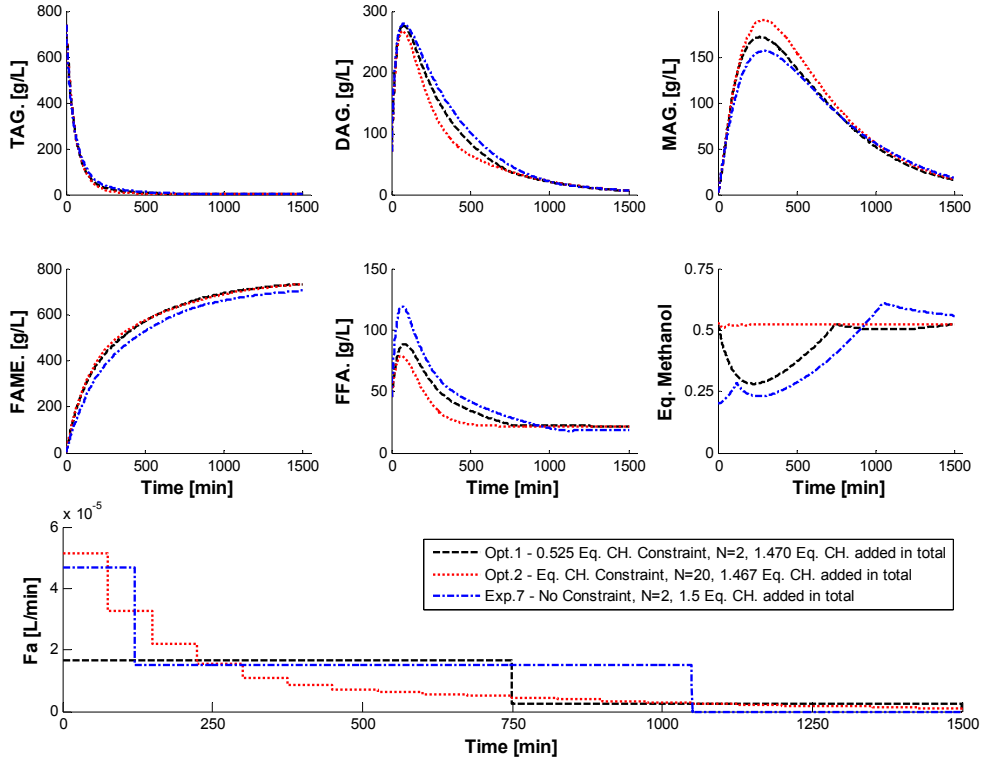 TAG. [g/L]
800
600
400
200
0
0 500 1000 1500
DAG. [g/L]
300
200
100
0
0 500 1000 1500
MAG. [g/L]
150
100
50
0
0 500 1000 1500
FAME. [g/L]
800
600
400
200
0
0 500 1000 1500
Time [min]
FFA. [g/L]
150
100
50
0
0 500 1000 1500
Time [min]
Eq. Methanol
0.75
0.5
0.25
0
0 500 1000 1500
Time [min]
x 10⁻⁵
Fa [L/min]
6
4
2
0
0 250 500 750 1000 1250 1500
Time [min]
Opt.1 - 0.525 Eq. CH. Constraint, N=2, 1.470 Eq. CH. added in total
Opt.2 - Eq. CH. Constraint, N=20, 1.467 Eq. CH. added in total
Exp.7 - No Constraint, N=2, 1.5 Eq. CH. added in total